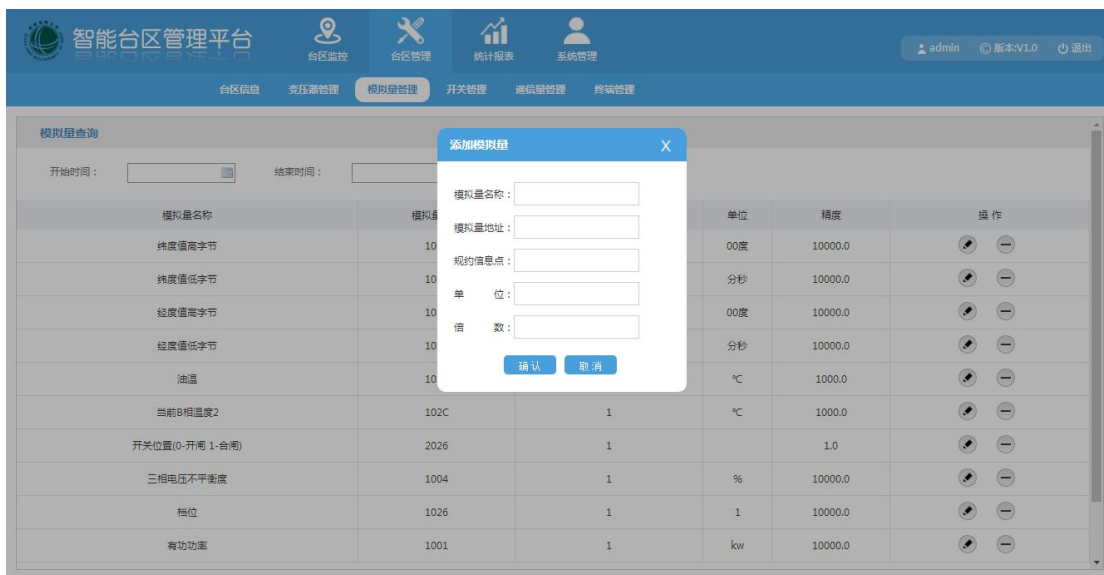 智能台区管理平台
台区监控 台区管理 统计报表 系统管理
admin ©版本:V1.0 退出
台区信息 变压器管理 模拟量管理 开关管理 遥信量管理 终端管理
模拟量查询
开始时间： 结束时间：
添加模拟量 X
模拟量名称：
模拟量地址：
规约信息点：
单 位：
倍 数：
确认 取消
模拟量名称 模拟量 单位 精度 操作
纬度值高字节 10 00度 10000.0
纬度值低字节 10 分秒 10000.0
经度值高字节 10 00度 10000.0
经度值低字节 10 分秒 10000.0
油温 10 ℃ 1000.0
当前B相温度2 102C 1 ℃ 1000.0
开关位置(0-开闸 1-合闸) 2026 1 1.0
三相电压不平衡度 1004 1 % 10000.0
档位 1026 1 1 10000.0
有功功率 1001 1 kw 10000.0